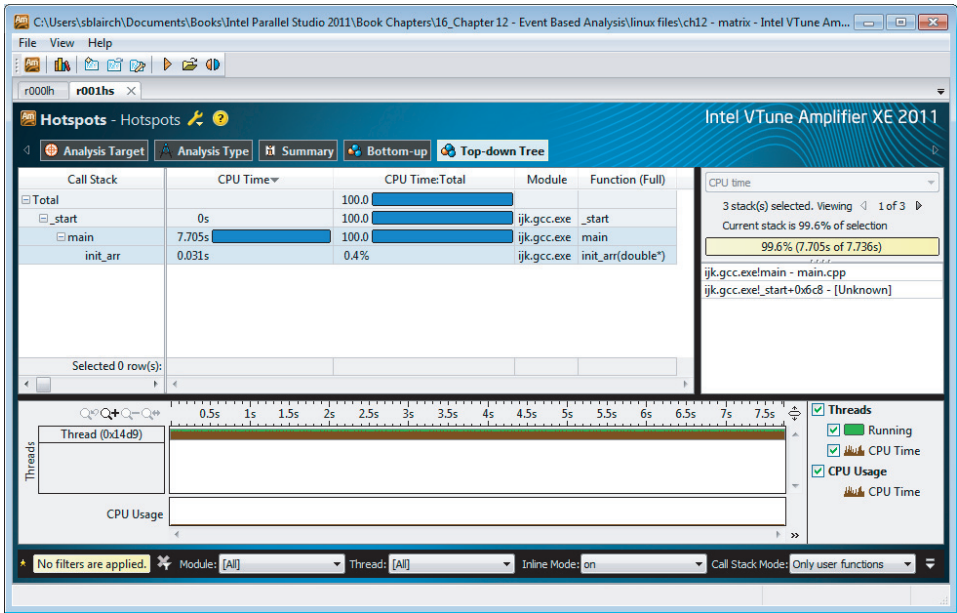 C:\Users\sblairch\Documents\Books\Intel Parallel Studio 2011\Book Chapters\16_Chapter 12 - Event Based Analysis\linux files\ch12 - matrix - Intel VTune Am...
File View Help
r000lh r001hs
Hotspots - Hotspots
Intel VTune Amplifier XE 2011
Analysis Target Analysis Type Summary Bottom-up Top-down Tree
Call Stack CPU Time CPU Time:Total Module Function (Full)
Total 100.0
_start 0s 100.0 ijk.gcc.exe _start
main 7.705s 100.0 ijk.gcc.exe main
init_arr 0.031s 0.4% ijk.gcc.exe init_arr(double*)
Selected 0 row(s):
CPU time
3 stack(s) selected. Viewing 1 of 3
Current stack is 99.6% of selection
99.6% (7.705s of 7.736s)
ijk.gcc.exe!main - main.cpp
ijk.gcc.exe!_start+0x6c8 - [Unknown]
0.5s 1s 1.5s 2s 2.5s 3s 3.5s 4s 4.5s 5s 5.5s 6s 6.5s 7s 7.5s
Threads
Thread (0x14d9)
CPU Usage
Threads
Running
CPU Time
CPU Usage
CPU Time
No filters are applied. Module: [All] Thread: [All] Inline Mode: on Call Stack Mode: Only user functions